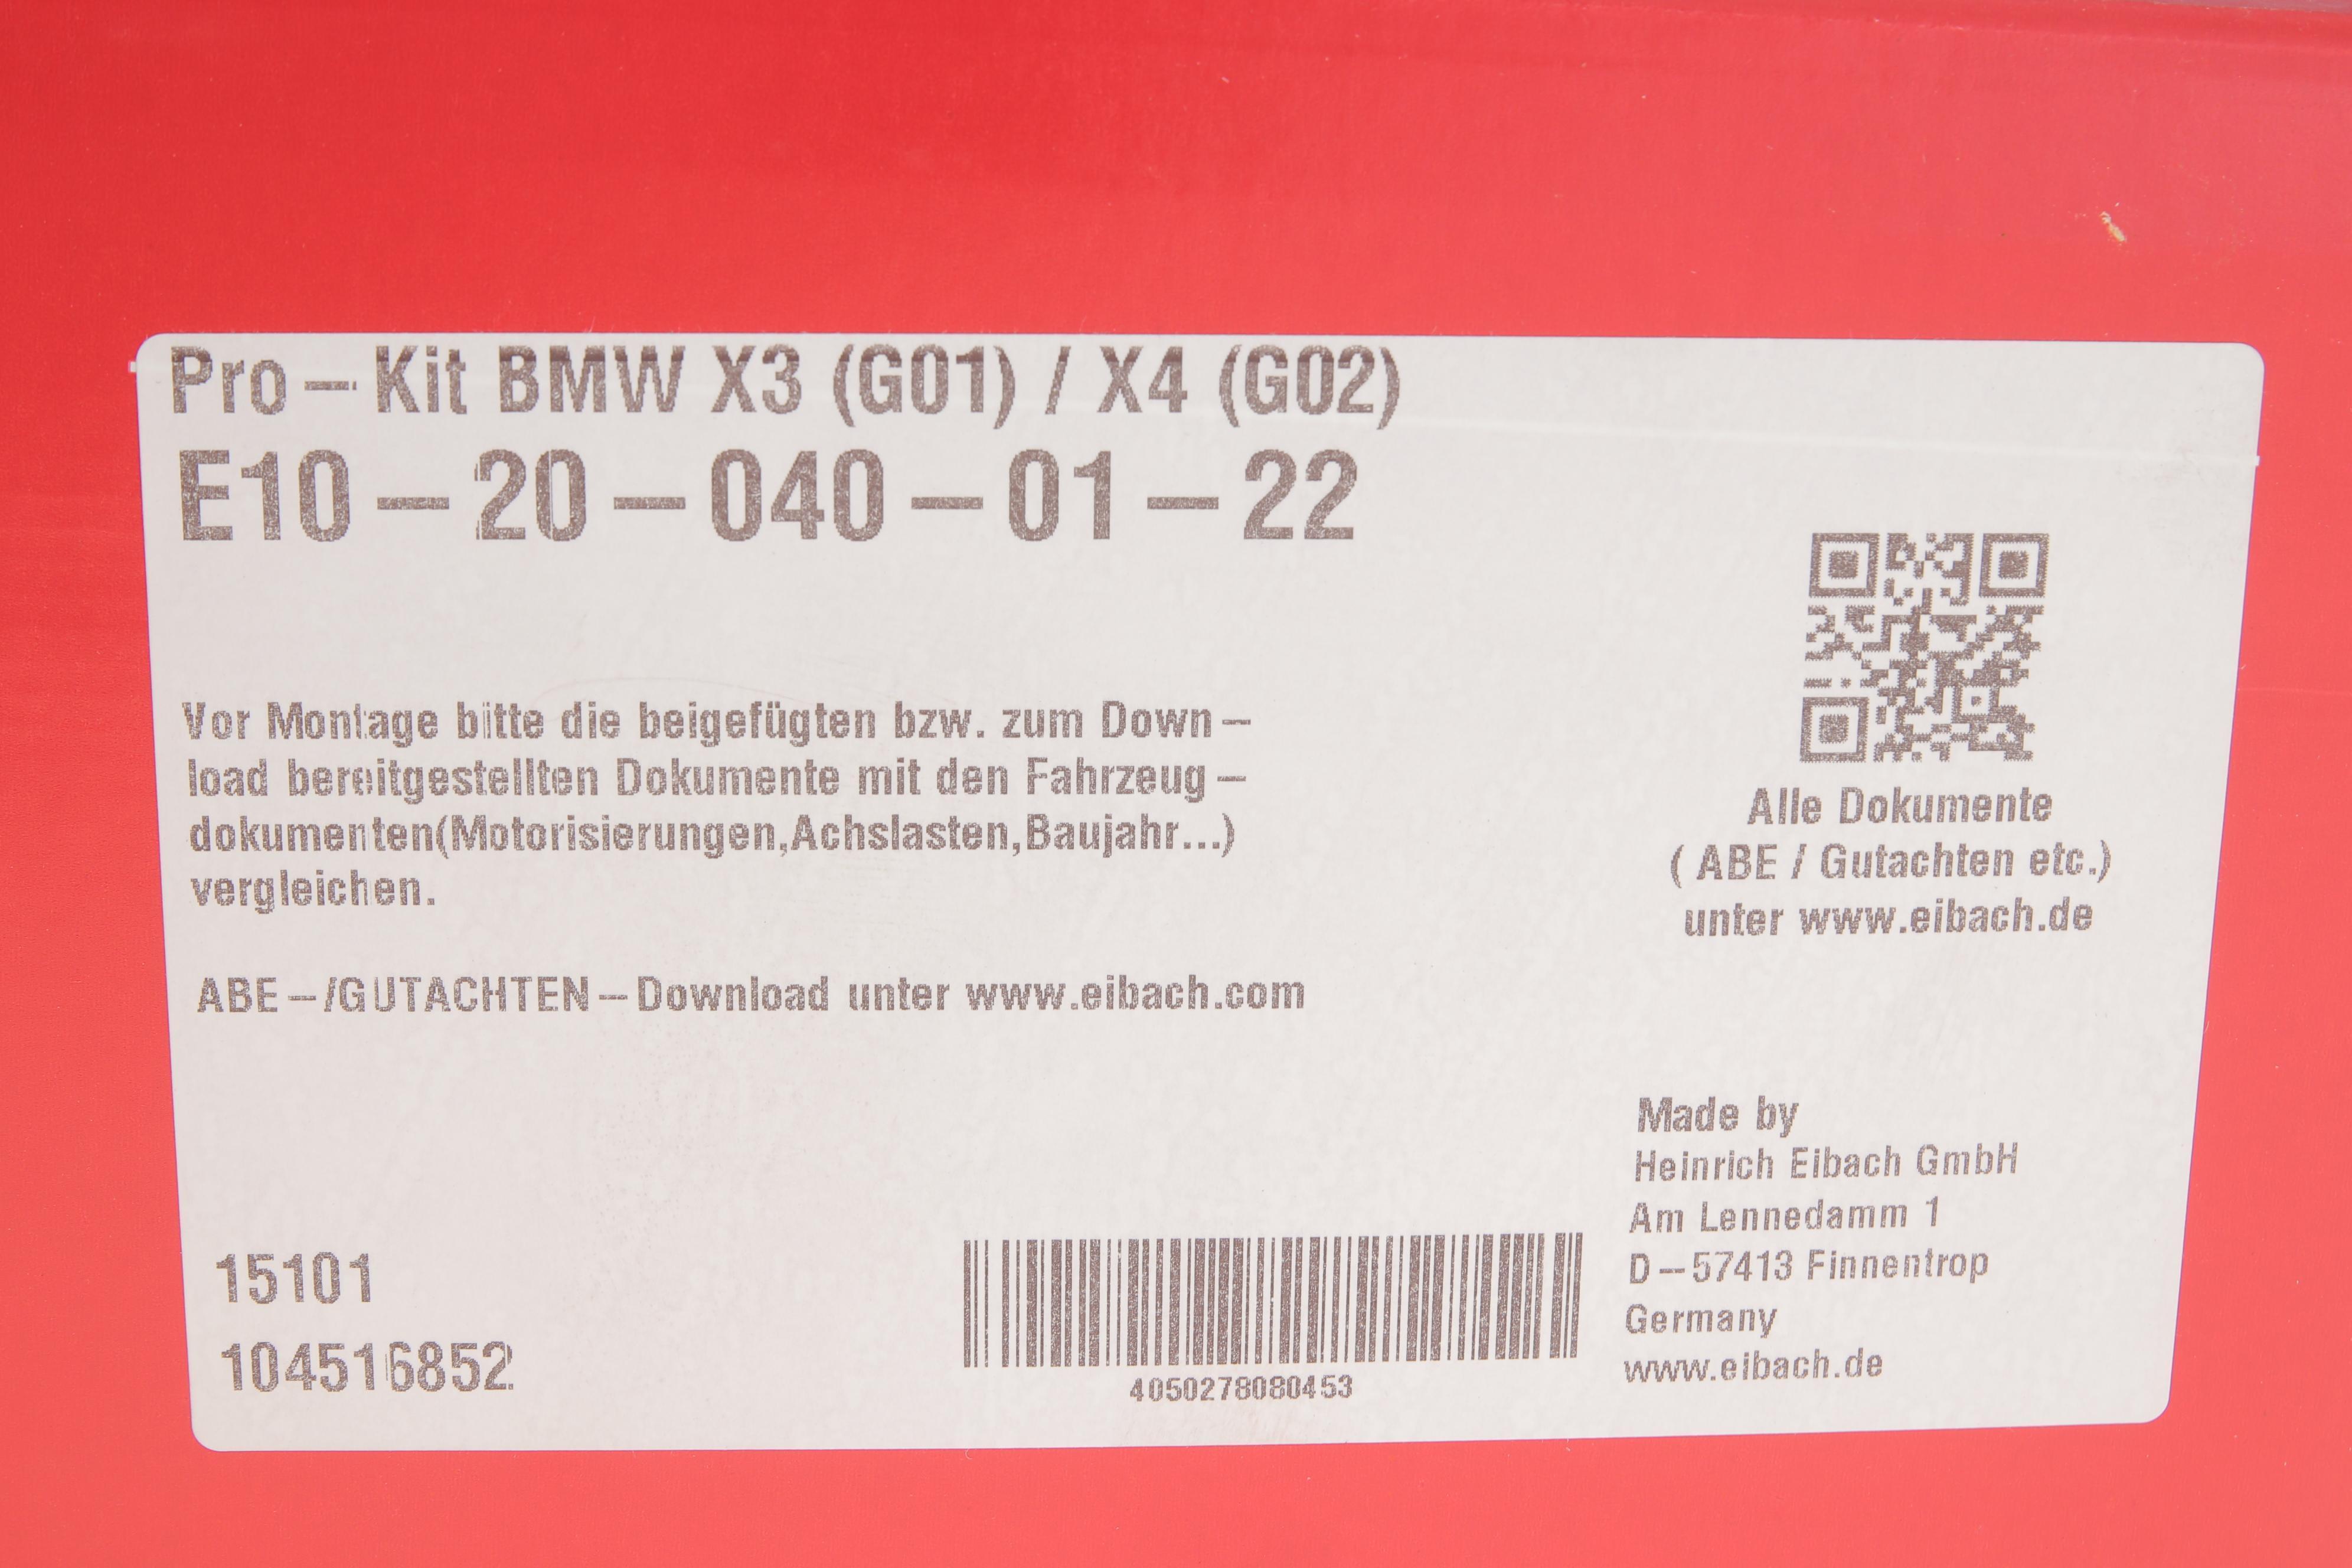 Pro-Kit BMW X3 (G01) / X4 (G02)
E10-20-040-01-22
Vor Montage bitte die beigefügten bzw. zum Down-
load bereitgestellten Dokumente mit den Fahrzeug-
dokumenten(Motorisierungen,Achslasten,Baujahr...)
vergleichen.
ABE-/GUTACHTEN-Download unter www.eibach.com
Alle Dokumente
( ABE / Gutachten etc.)
unter www.eibach.de
Made by
Heinrich Eibach GmbH
Am Lennedamm 1
D-57413 Finnentrop
Germany
www.eibach.de
15101
104516852
4050278080453